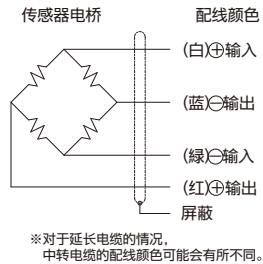 传感器电桥
配线颜色
(白)⊕输入
(蓝)⊖输出
(緑)⊖输入
(红)⊕输出
屏蔽
※对于延长电缆的情况，
中转电缆的配线颜色可能会有所不同。